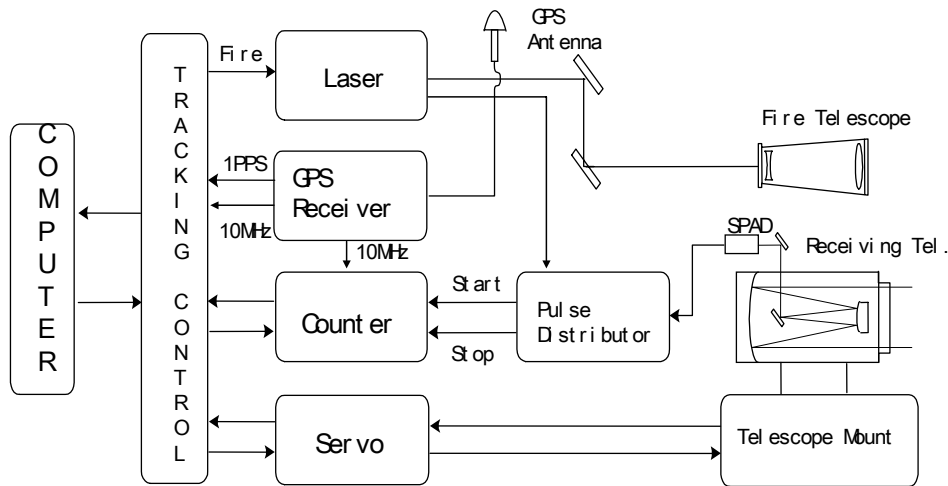 COMPUTER
TRACKING CONTROL
Fire
Laser
GPS
Antenna
Fire Telescope
1PPS
10MHz
GPS
Receiver
10MHz
SPAD
Receiving Tel.
Counter
Start
Stop
Pulse
Distributor
Servo
Telescope Mount